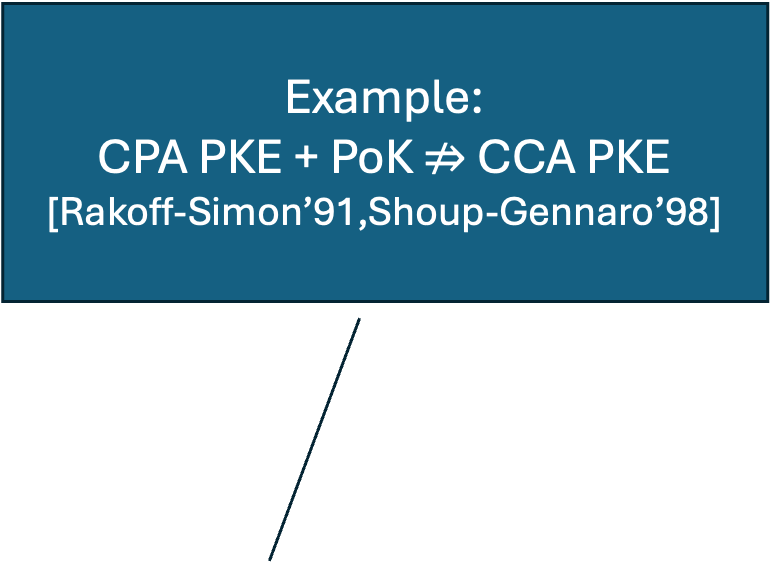 Example:
CPA PKE + PoK ⇏ CCA PKE
[Rakoff-Simon’91,Shoup-Gennaro’98]